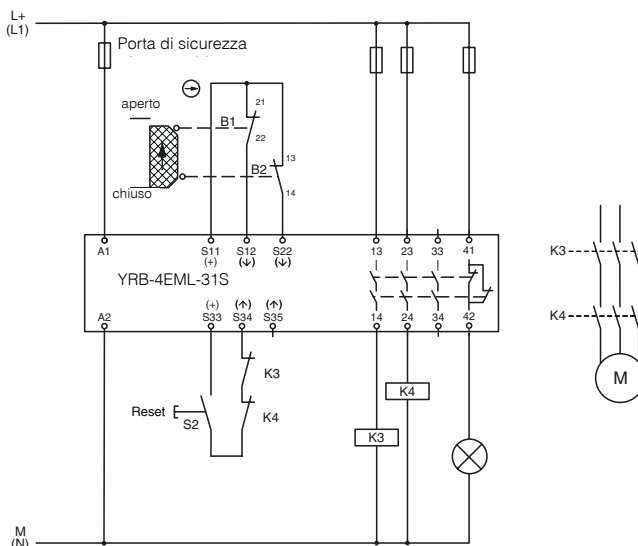 L+
(L1)
Porta di sicurezza
aperto
21
B1
22
13
B2
14
chiuso
A1 S11 S12 S22 13 23 33 41
(+) (↓) (↓)
YRB-4EML-31S
(+) (↑) (↑)
A2 S33 S34 S35 14 24 34 42
K3
K4
M
K3
K4
Reset
S2
K4
K3
M
(N)